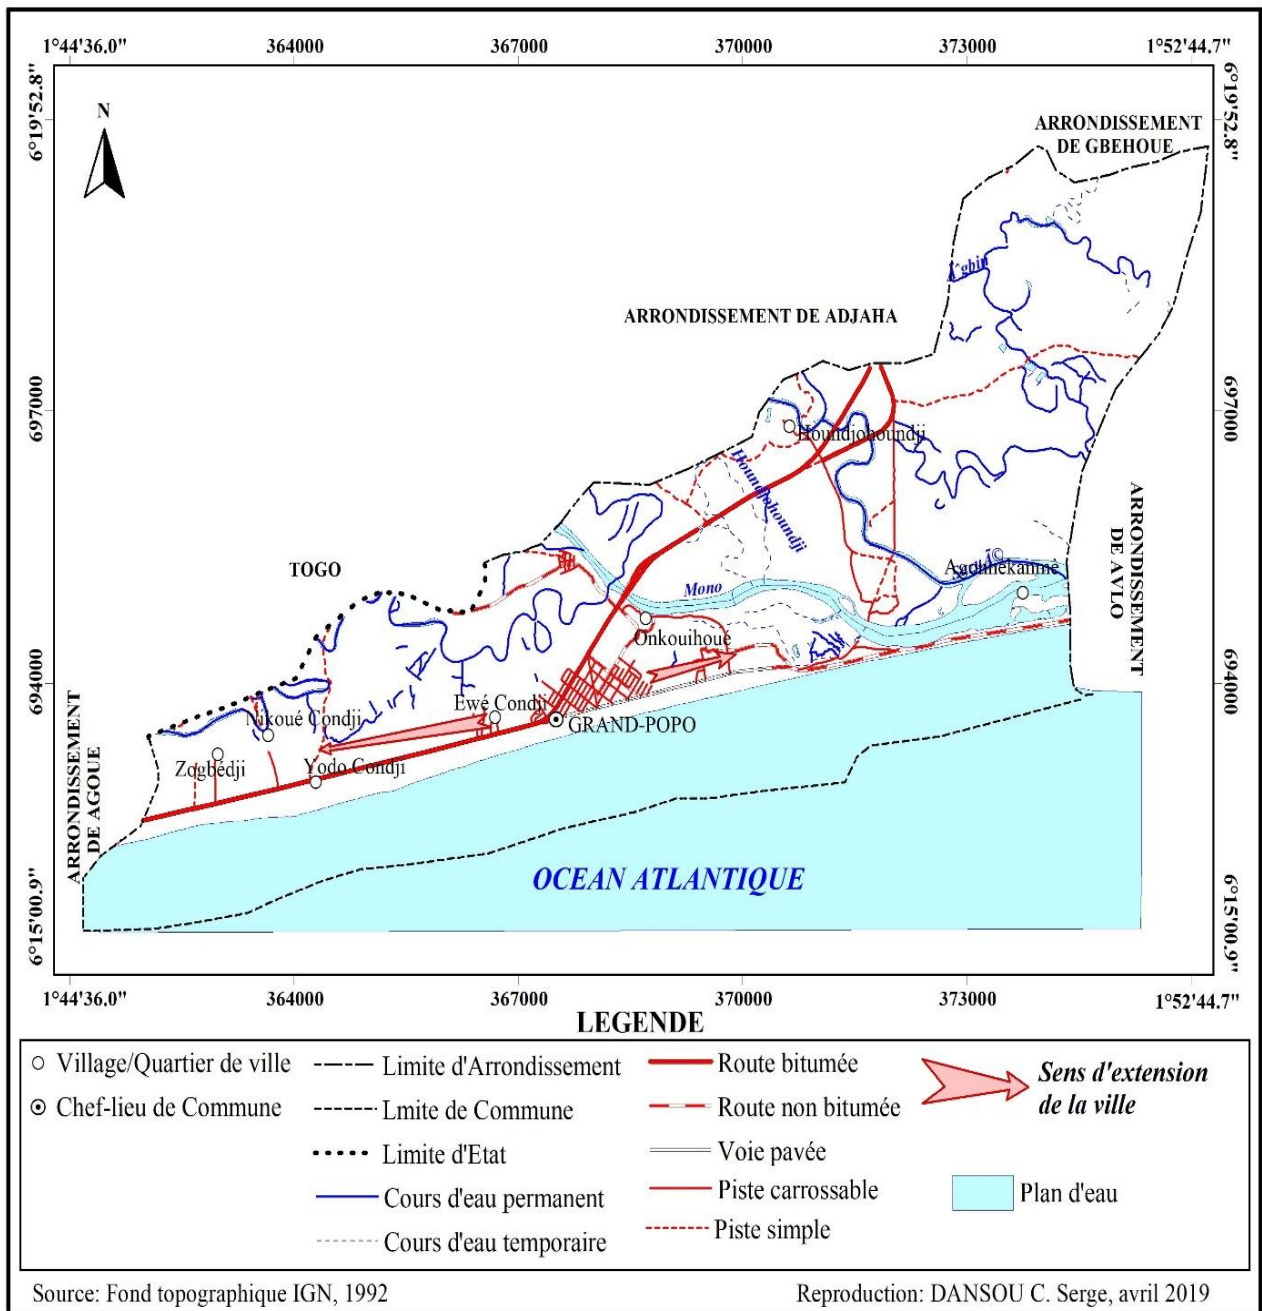 1°44'36.0" 364000 367000 370000 373000 1°52'44.7"
6°19'52.8"
6°19'52.8"
N
ARRONDISSEMENT
DE GBEHOUE
ARRONDISSEMENT DE ADJAHA
697000
697000
Houndjohoundji
Houndjohoundji
ARRONDISSEMENT
DE AVLO
TOGO
Agonnékanmè
Mono
Onkouihoué
694000
694000
Ewé Condji
GRAND-POPO
Nikoué Condji
Zogbédji
Yodo Condji
ARRONDISSEMENT
DE AGOUE
OCEAN ATLANTIQUE
6°15'00.9"
6°15'00.9"
1°44'36.0" 364000 367000 370000 373000 1°52'44.7"
LEGENDE
Village/Quartier de ville
Chef-lieu de Commune
Limite d'Arrondissement
Lmite de Commune
Limite d'Etat
Cours d'eau permanent
Cours d'eau temporaire
Route bitumée
Route non bitumée
Voie pavée
Piste carrossable
Piste simple
Sens d'extension
de la ville
Plan d'eau
Source: Fond topographique IGN, 1992
Reproduction: DANSOU C. Serge, avril 2019